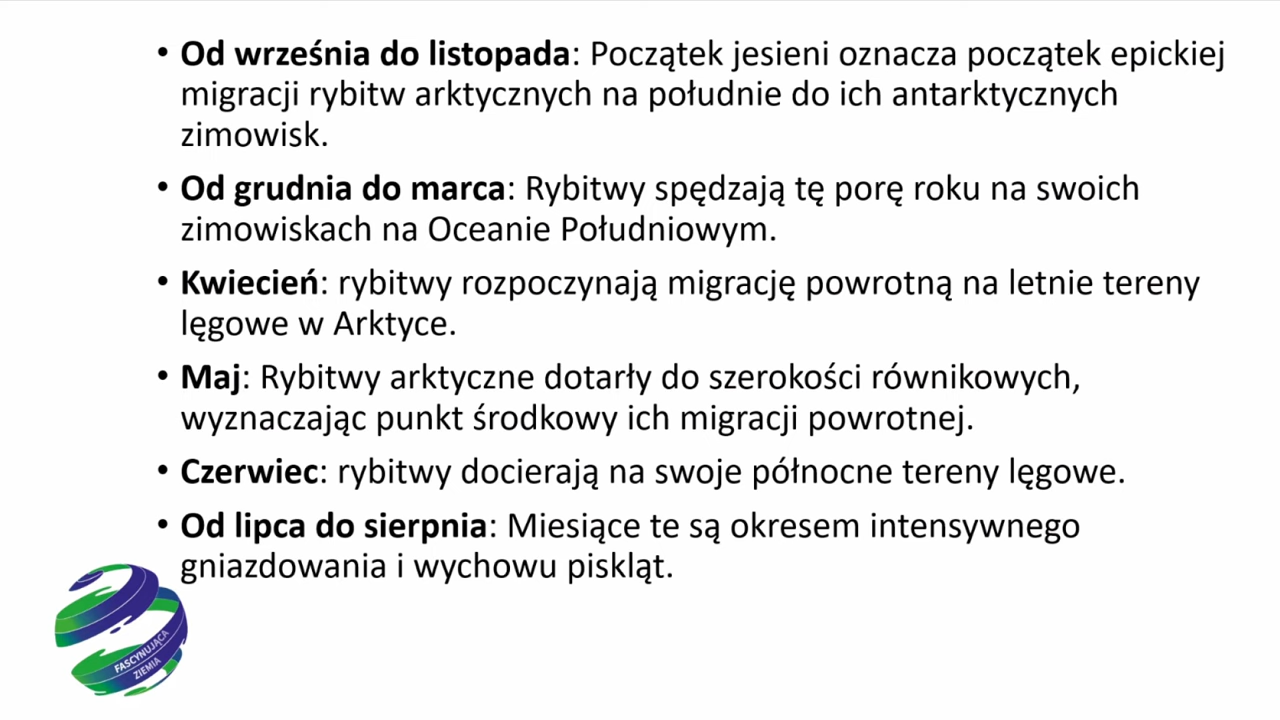 • Od września do listopada: Początek jesieni oznacza początek epickiej
migracji rybitw arktycznych na południe do ich antarktycznych
zimowisk.
• Od grudnia do marca: Rybitwy spędzają tę porę roku na swoich
zimowiskach na Oceanie Południowym.
• Kwiecień: rybitwy rozpoczynają migrację powrotną na letnie tereny
lęgowe w Arktyce.
• Maj: Rybitwy arktyczne dotarły do szerokości równikowych,
wyznaczając punkt środkowy ich migracji powrotnej.
• Czerwiec: rybitwy docierają na swoje północne tereny lęgowe.
• Od lipca do sierpnia: Miesiące te są okresem intensywnego
gniazdowania i wychowu piskląt.
FASCYNUJĄCA
ZIEMIA